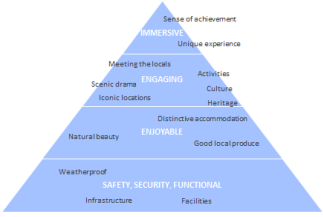 Sense of achievement
IMMERSIVE
Unique experience
Meeting the locals
ENGAGING
Activities
Scenic drama
Culture
Iconic locations
Heritage
Distinctive accommodation
ENJOYABLE
Natural beauty
Good local produce
Weatherproof
SAFETY, SECURITY, FUNCTIONAL
Infrastructure
Facilities